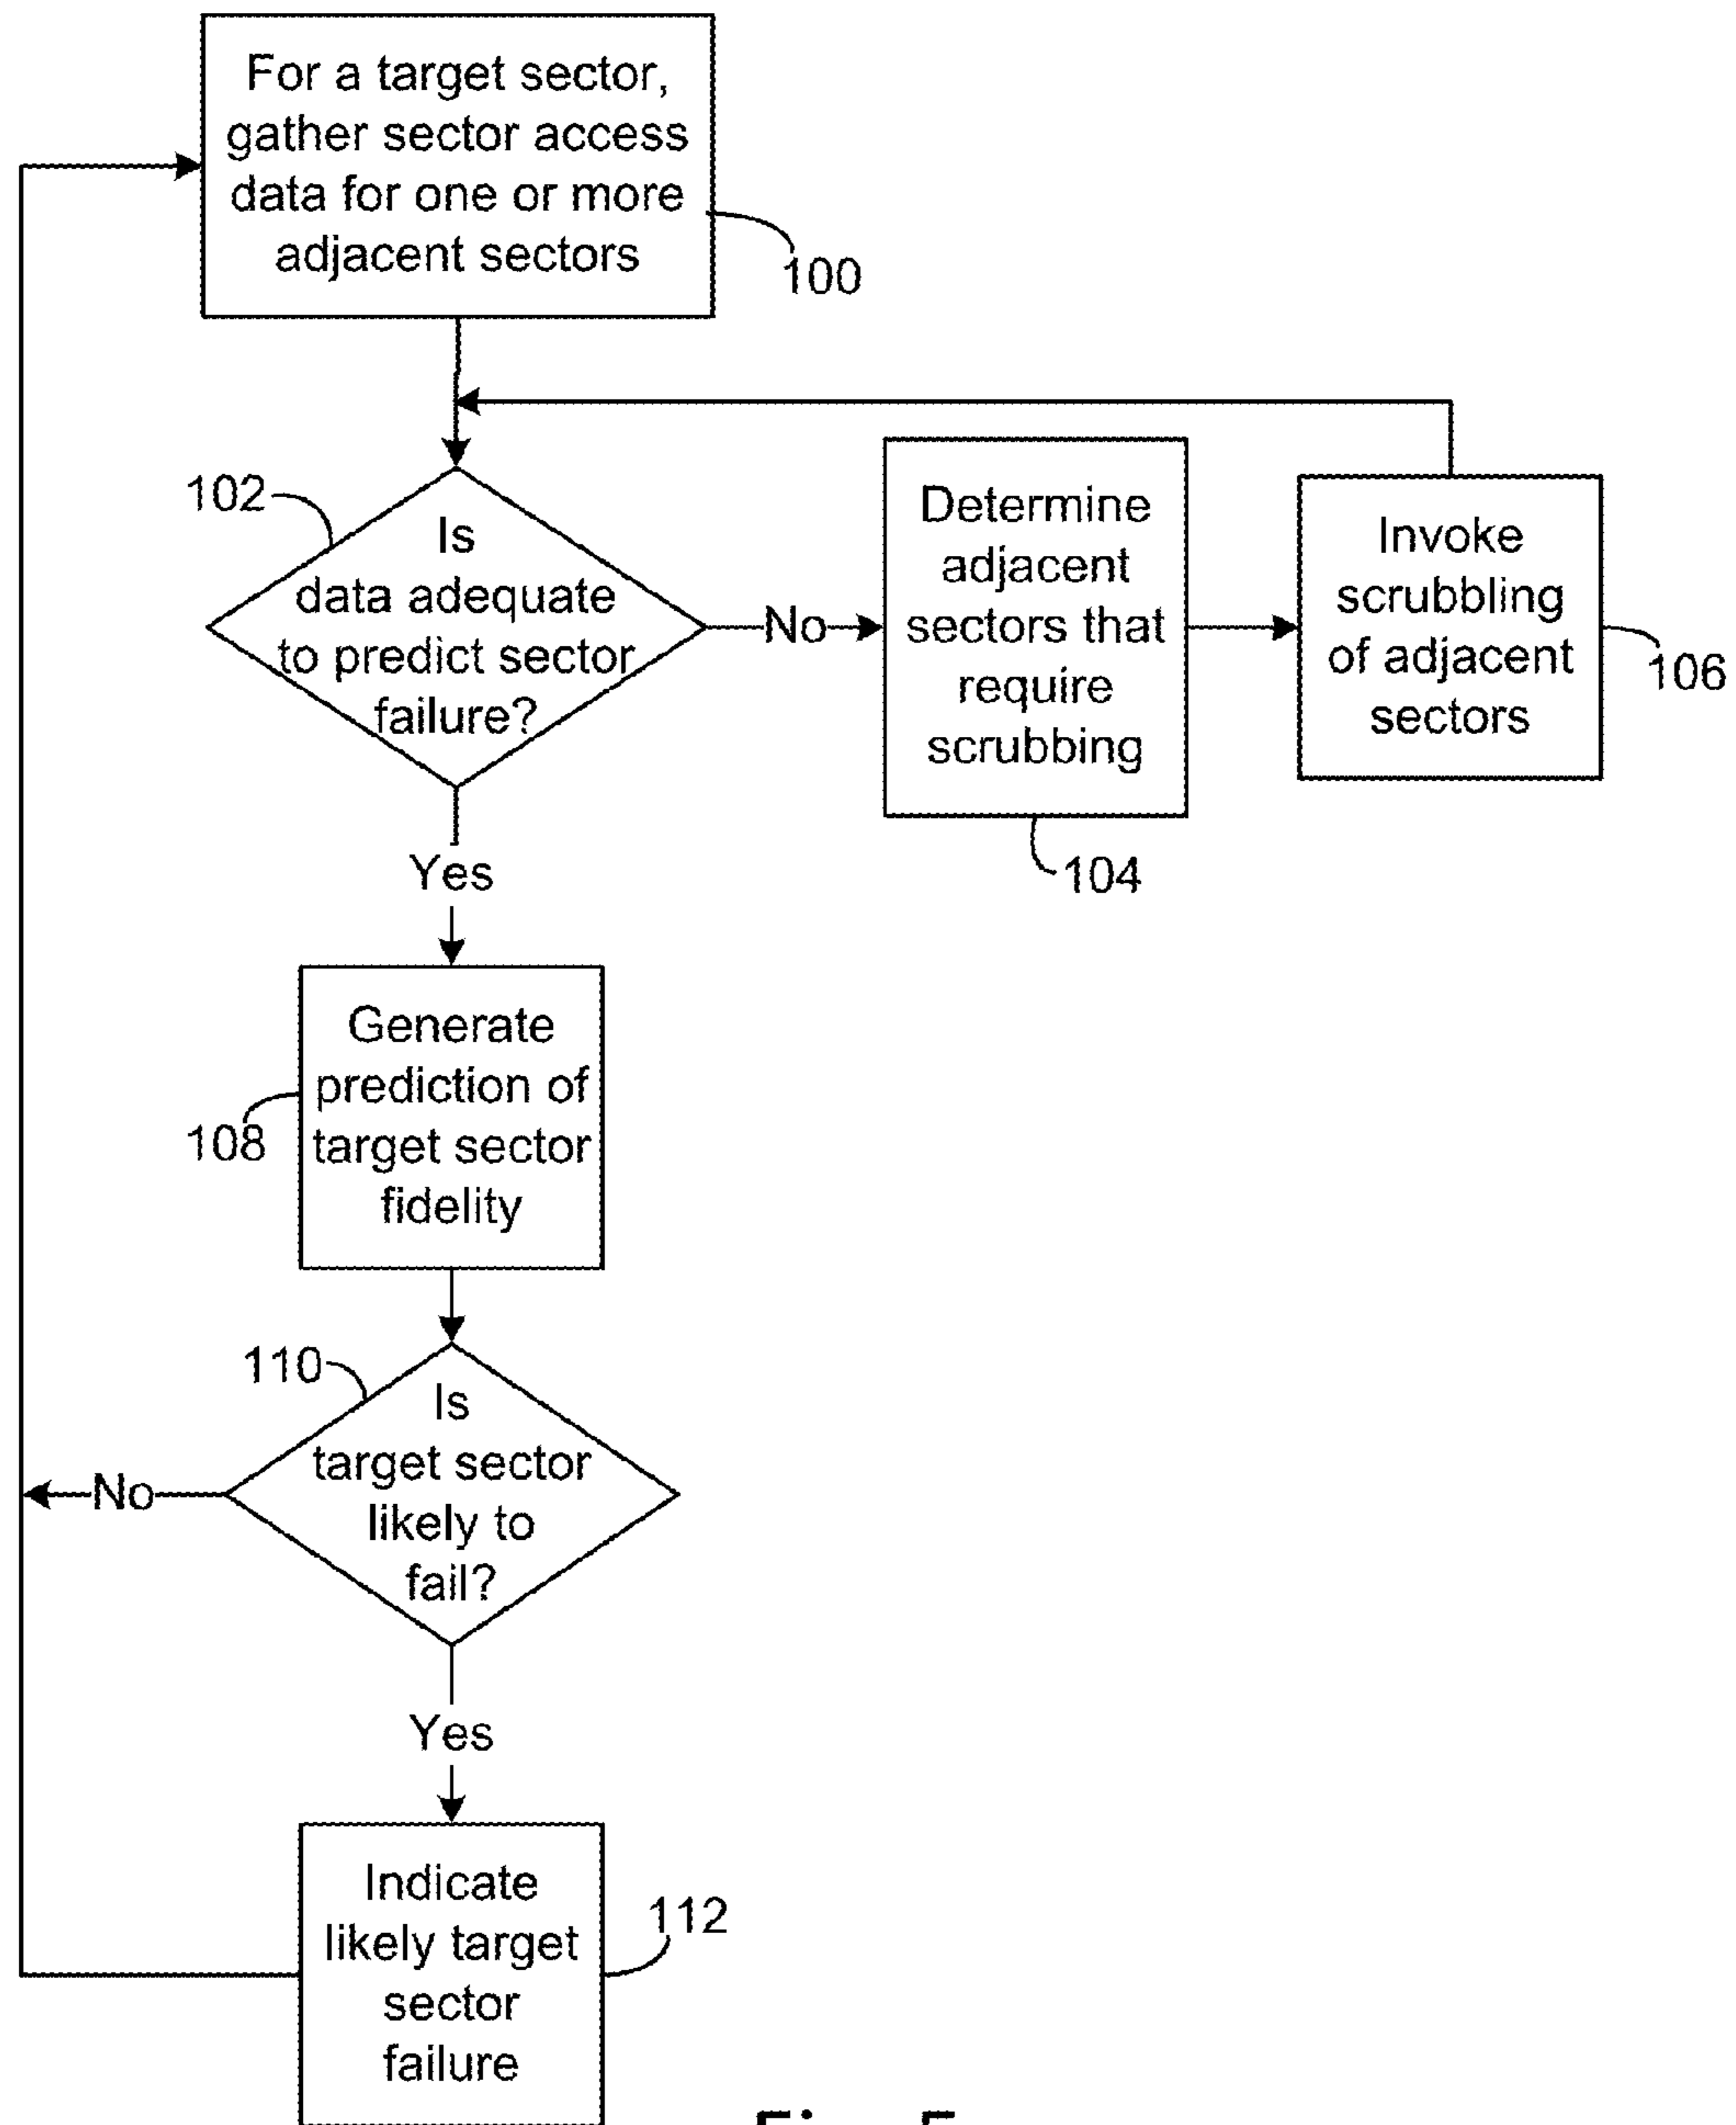 For a target sector,
gather sector access
data for one or more
adjacent sectors
100
102
Is
data adequate
to predict sector
failure?
No
Determine
adjacent
sectors that
require
scrubbing
104
Invoke
scrubbling
of adjacent
sectors
106
Yes
Generate
prediction of
target sector
fidelity
108
110
Is
target sector
likely to
fail?
No
Yes
Indicate
likely target
sector
failure
112